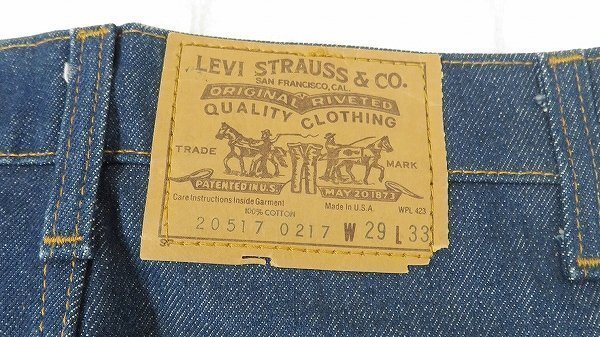 LEVI STRAUSS & CO.
SAN FRANCISCO, CAL.
ORIGINAL RIVETED
QUALITY CLOTHING
TRADE MARK
PATENTED IN U.S. MAY 20 1873
Care Instructions Inside Garment Made in U.S.A. WPL 423
100% COTTON
20517 0217 W 29 L 33